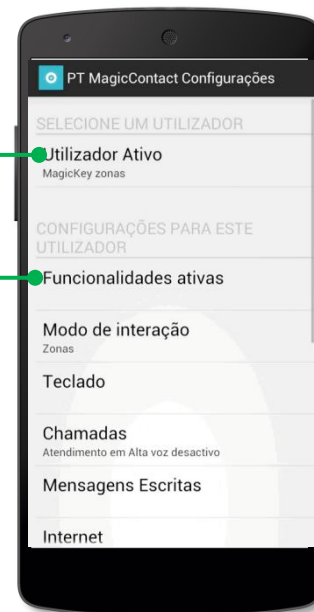 PT MagicContact Configurações
SELECIONE UM UTILIZADOR
Utilizador Ativo
MagicKey zonas
CONFIGURAÇÕES PARA ESTE
UTILIZADOR
Funcionalidades ativas
Modo de interação
Zonas
Teclado
Chamadas
Atendimento em Alta voz desactivo
Mensagens Escritas
Internet